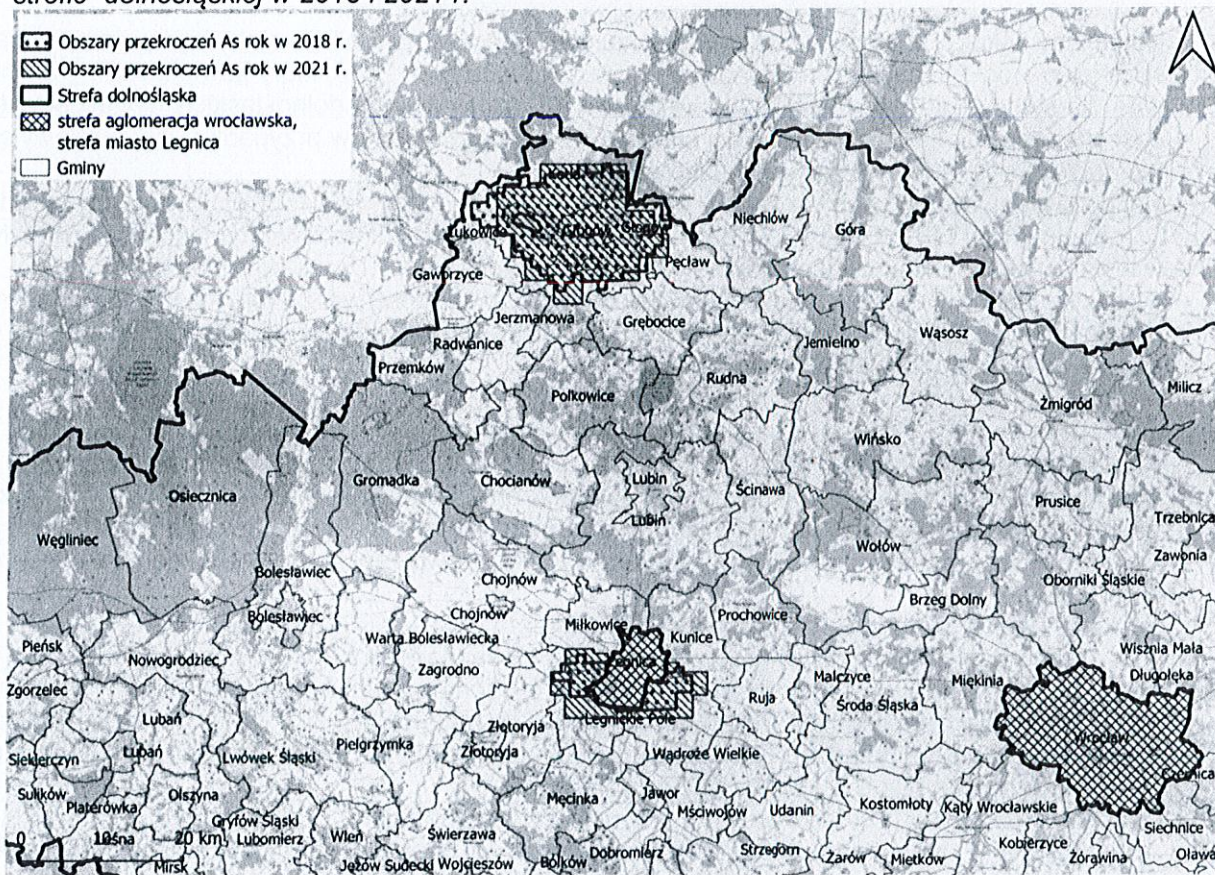 strefie dolnośląskiej w 2018 i 2021 r.
Obszary przekroczeń As rok w 2018 r.
Obszary przekroczeń As rok w 2021 r.
Strefa dolnośląska
strefa aglomeracja wrocławska,
strefa miasto Legnica
Gminy
Niechlów
Góra
Żukowice
Głogów
Głogów
Pęcław
Gaworzyce
Jerzmanowa
Grębocice
Wąsosz
Radwanice
Jemielno
Przemków
Rudna
Milicz
Polkowice
Żmigród
Wińsko
Osiecznica
Gromadka
Chocianów
Lubin
Ścinawa
Prusice
Lubin
Trzebnica
Węgliniec
Wołów
Zawonia
Bolesławiec
Chojnów
Oborniki Śląskie
Bolesławiec
Chojnów
Brzeg Dolny
Miłkowice
Prochowice
Pieńsk
Warta Bolesławiecka
Kunice
Nowogrodziec
Legnica
Wisznia Mała
Zgorzelec
Zagrodno
Malczyce
Miękinia
Długołęka
Lubań
Ruja
Środa Śląska
Złotoryja
Legnickie Pole
Siekierczyn
Lubań
Lwówek Śląski
Pielgrzymka
Złotoryja
Wądroże Wielkie
Wrocław
Czernica
Sulików
Platerówka
Olszyna
Męcinka
Jawor
Mściwojów
Udanin
Kostomłoty
Kąty Wrocławskie
Gryfów Śląski
Siechnice
0
10
Leśna
20 km
Lubomierz
Wleń
Świerzawa
Dobromierz
Strzegom
Kobierzyce
Mirsk
Jeżów Sudecki
Wojcieszów
Bolków
Żarów
Mietków
Żórawina
Oława